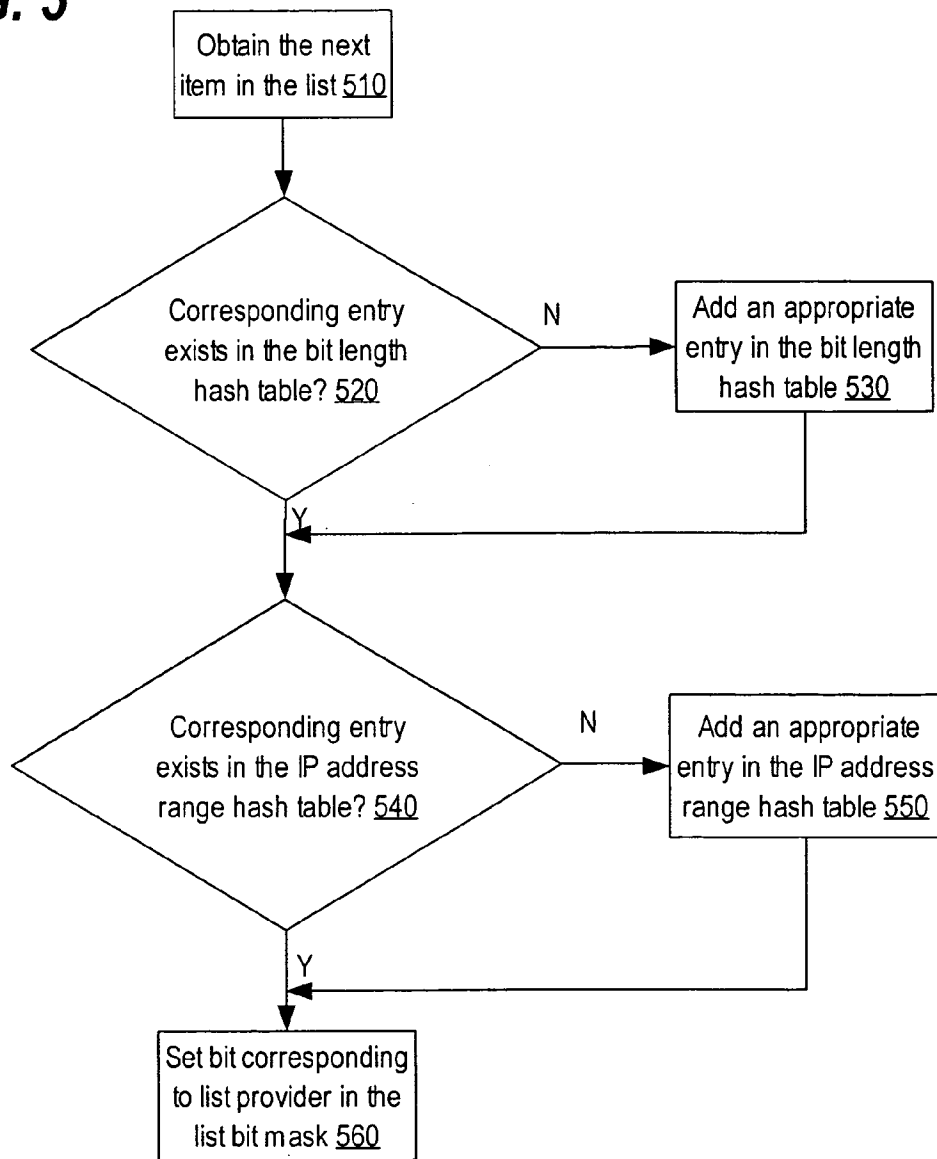 Obtain the next
item in the list 510
Corresponding entry
exists in the bit length
hash table? 520
N
Add an appropriate
entry in the bit length
hash table 530
Y
Corresponding entry
exists in the IP address
range hash table? 540
N
Add an appropriate
entry in the IP address
range hash table 550
Y
Set bit corresponding
to list provider in the
list bit mask 560